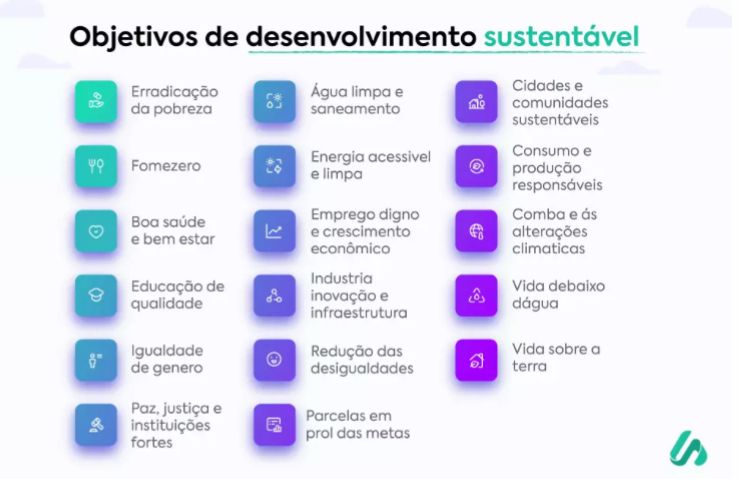 Objetivos de desenvolvimento sustentável
Erradicação
da pobreza
Fomezero
Boa saúde
e bem estar
Educação de
qualidade
Igualdade
de genero
Paz, justiça e
instituições
fortes
Água limpa e
saneamento
Energia acessivel
e limpa
Emprego digno
e crescimento
econômico
Industria
inovação e
infraestrutura
Redução das
desigualdades
Parcelas em
prol das metas
Cidades e
comunidades
sustentáveis
Consumo e
produção
responsáveis
Comba e ás
alterações
climaticas
Vida debaixo
dágua
Vida sobre a
terra